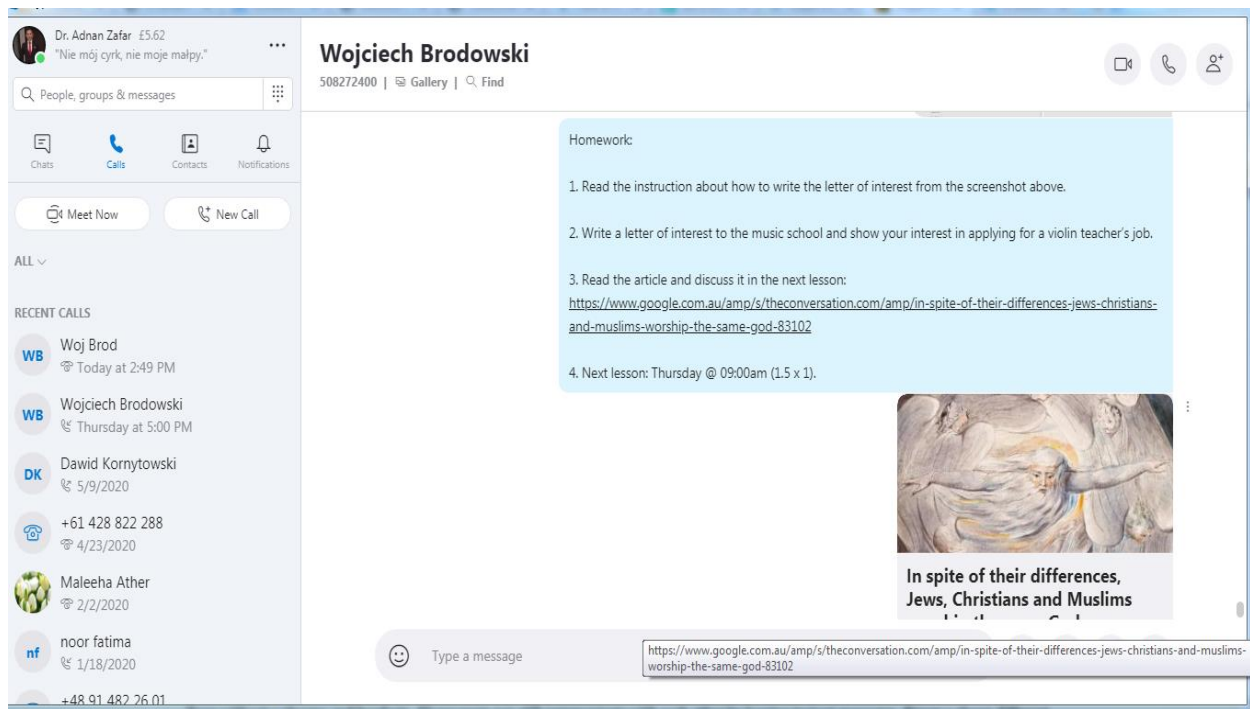 Dr. Adnan Zafar £5.62
"Nie mój cyrk, nie moje małpy."
People, groups & messages
Chats
Calls
Contacts
Notifications
Meet Now
New Call
ALL
RECENT CALLS
WB
Woj Brod
Today at 2:49 PM
WB
Wojciech Brodowski
Thursday at 5:00 PM
DK
Dawid Kornytowski
5/9/2020
+61 428 822 288
4/23/2020
Maleeha Ather
2/2/2020
nf
noor fatima
1/18/2020
+48 91 482 26 01
Wojciech Brodowski
508272400 | Gallery | Find
Homework:
1. Read the instruction about how to write the letter of interest from the screenshot above.
2. Write a letter of interest to the music school and show your interest in applying for a violin teacher's job.
3. Read the article and discuss it in the next lesson:
https://www.google.com.au/amp/s/theconversation.com/amp/in-spite-of-their-differences-jews-christians-
and-muslims-worship-the-same-god-83102
4. Next lesson: Thursday @ 09:00am (1.5 x 1).
In spite of their differences,
Jews, Christians and Muslims
Type a message
https://www.google.com.au/amp/s/theconversation.com/amp/in-spite-of-their-differences-jews-christians-and-muslims-
worship-the-same-god-83102